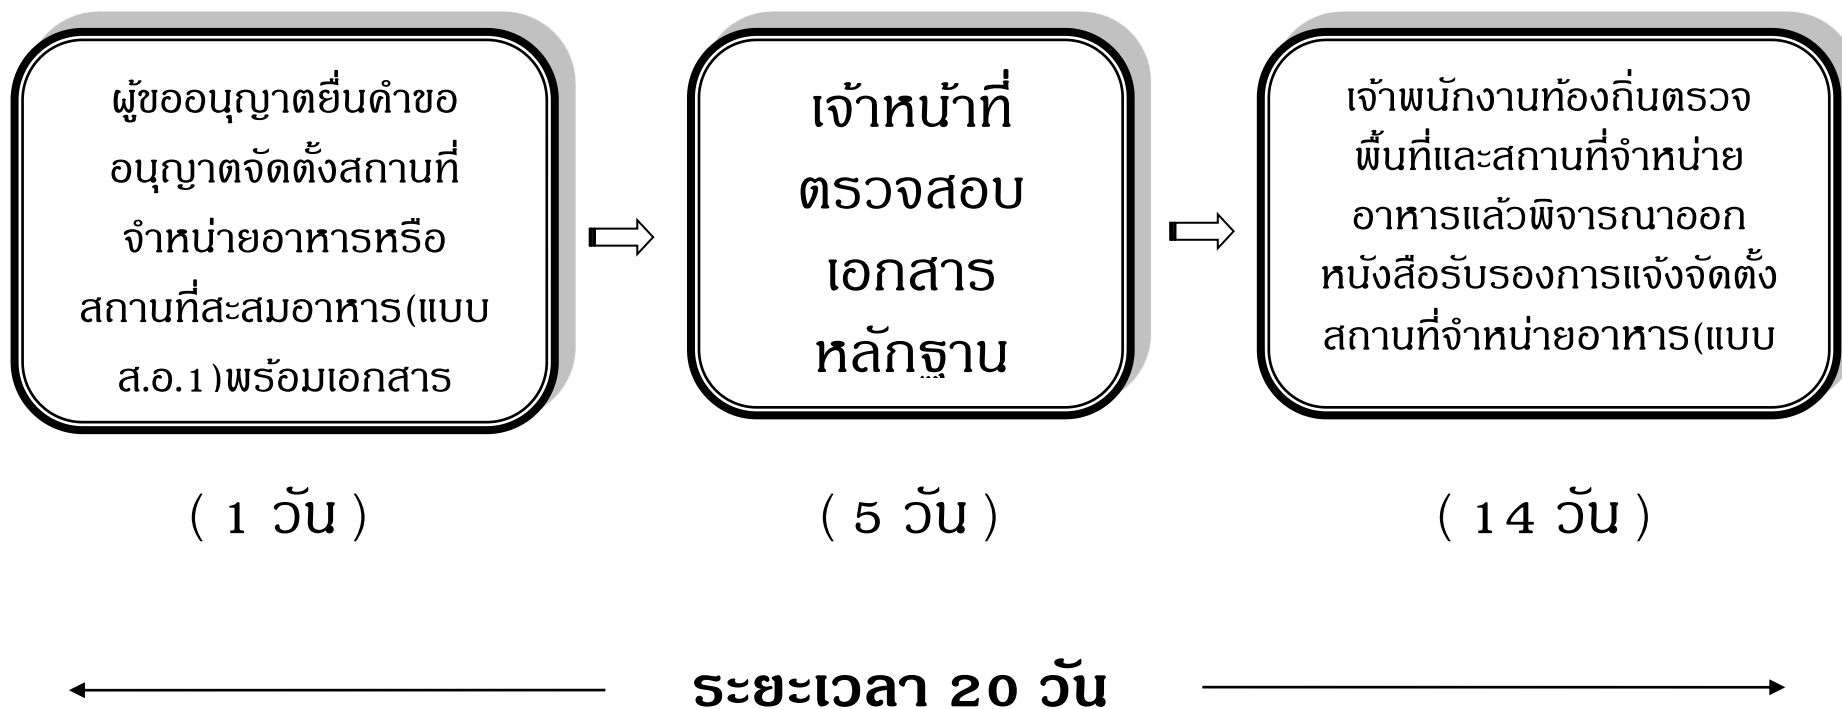 ผู้ขออนุญาตยื่นคำขอ
อนุญาตจัดตั้งสถานที่
จำหน่ายอาหารหรือ
สถานที่สะสมอาหาร(แบบ
ส.อ.1)พร้อมเอกสาร
( 1 วัน )
เจ้าหน้าที่
ตรวจสอบ
เอกสาร
หลักฐาน
( 5 วัน )
เจ้าพนักงานท้องถิ่นตรวจ
พื้นที่และสถานที่จำหน่าย
อาหารแล้วพิจารณาออก
หนังสือรับรองการแจ้งจัดตั้ง
สถานที่จำหน่ายอาหาร(แบบ
( 14 วัน )
ระยะเวลา 20 วัน